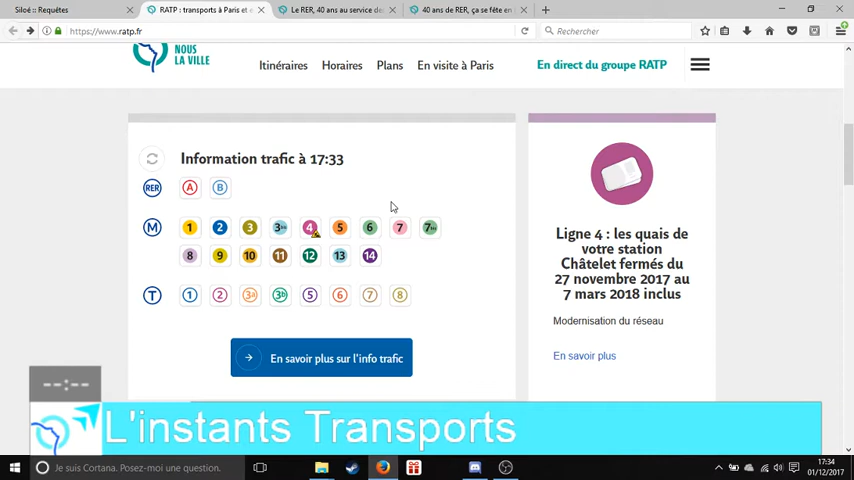 Siloé :: Requêtes
RATP : transports à Paris et e
Le RER, 40 ans au service de
40 ans de RER, ça se fête en
https://www.ratp.fr
Rechercher
NOUS
LA VILLE
Itinéraires
Horaires
Plans
En visite à Paris
En direct du groupe RATP
Information trafic à 17:33
RER A B
M 1 2 3 3bis 4 5 6 7 7bis
8 9 10 11 12 13 14
T 1 2 3a 3b 5 6 7 8
En savoir plus sur l'info trafic
Ligne 4 : les quais de
votre station
Châtelet fermés du
27 novembre 2017 au
7 mars 2018 inclus
Modernisation du réseau
En savoir plus
--:--
L'instants Transports
Je suis Cortana. Posez-moi une question.
17:34
01/12/2017